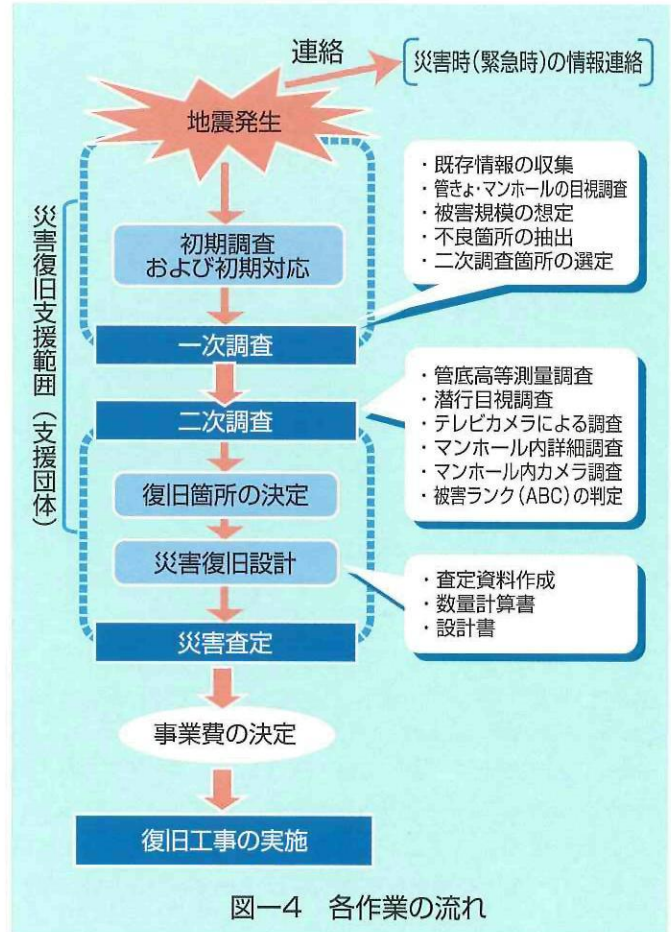 連絡
災害時(緊急時)の情報連絡
地震発生
災害復旧支援範囲(支援団体)
初期調査
および初期対応
一次調査
・既存情報の収集
・管きょ・マンホールの目視調査
・被害規模の想定
・不良箇所の抽出
・二次調査箇所の選定
二次調査
・管底高等測量調査
・潜行目視調査
・テレビカメラによる調査
・マンホール内詳細調査
・マンホール内カメラ調査
・被害ランク(ABC)の判定
復旧箇所の決定
災害復旧設計
・査定資料作成
・数量計算書
・設計書
災害査定
事業費の決定
復旧工事の実施
図ー4 各作業の流れ